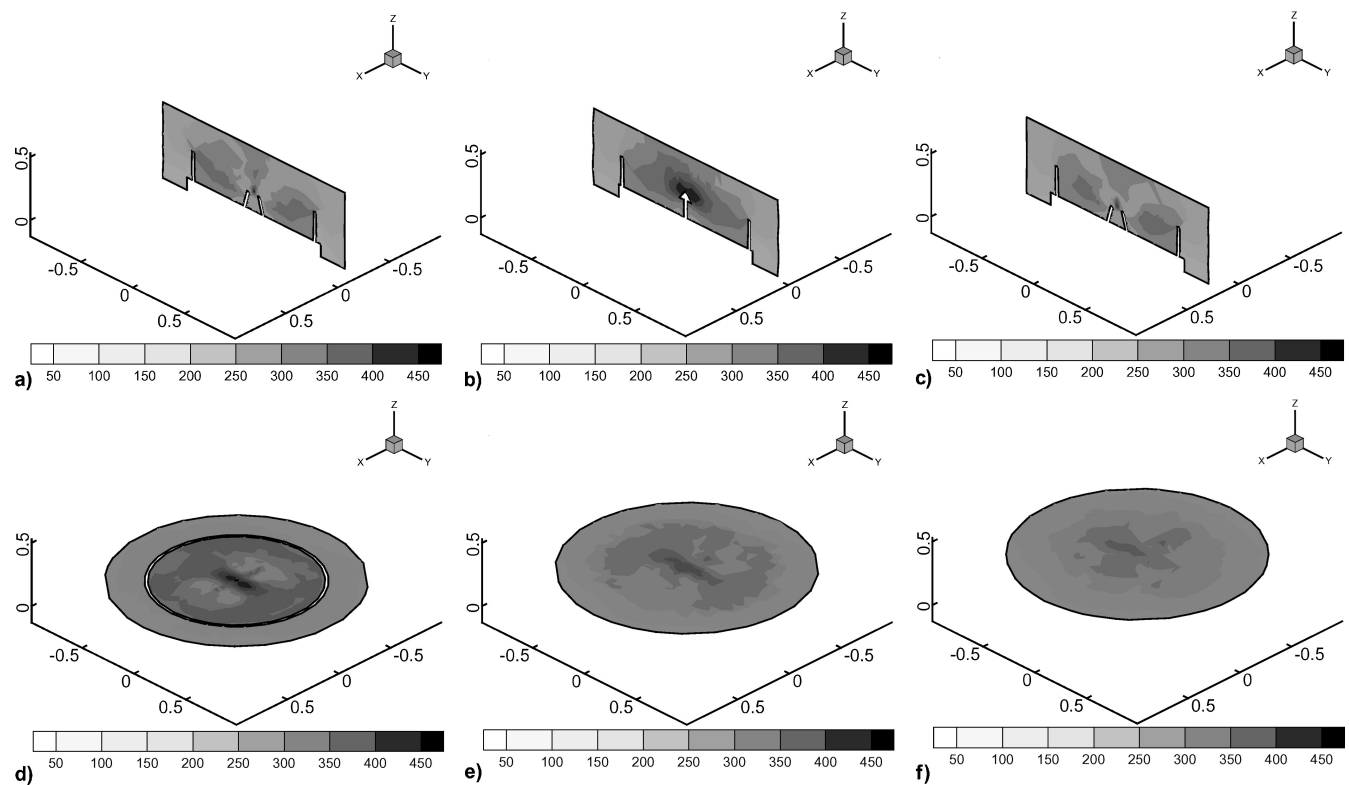 Z Z Z
X Y X Y X Y
0.5 0.5 0.5
0 0 0
-0.5 -0.5 -0.5 -0.5 -0.5 -0.5
0 0 0 0 0 0
0.5 0.5 0.5 0.5 0.5 0.5
a) 50 100 150 200 250 300 350 400 450
b) 50 100 150 200 250 300 350 400 450
c) 50 100 150 200 250 300 350 400 450
Z Z Z
X Y X Y X Y
0.5 0.5 0.5
0 0 0
-0.5 -0.5 -0.5 -0.5 -0.5 -0.5
0 0 0 0 0 0
0.5 0.5 0.5 0.5 0.5 0.5
d) 50 100 150 200 250 300 350 400 450
e) 50 100 150 200 250 300 350 400 450
f) 50 100 150 200 250 300 350 400 450